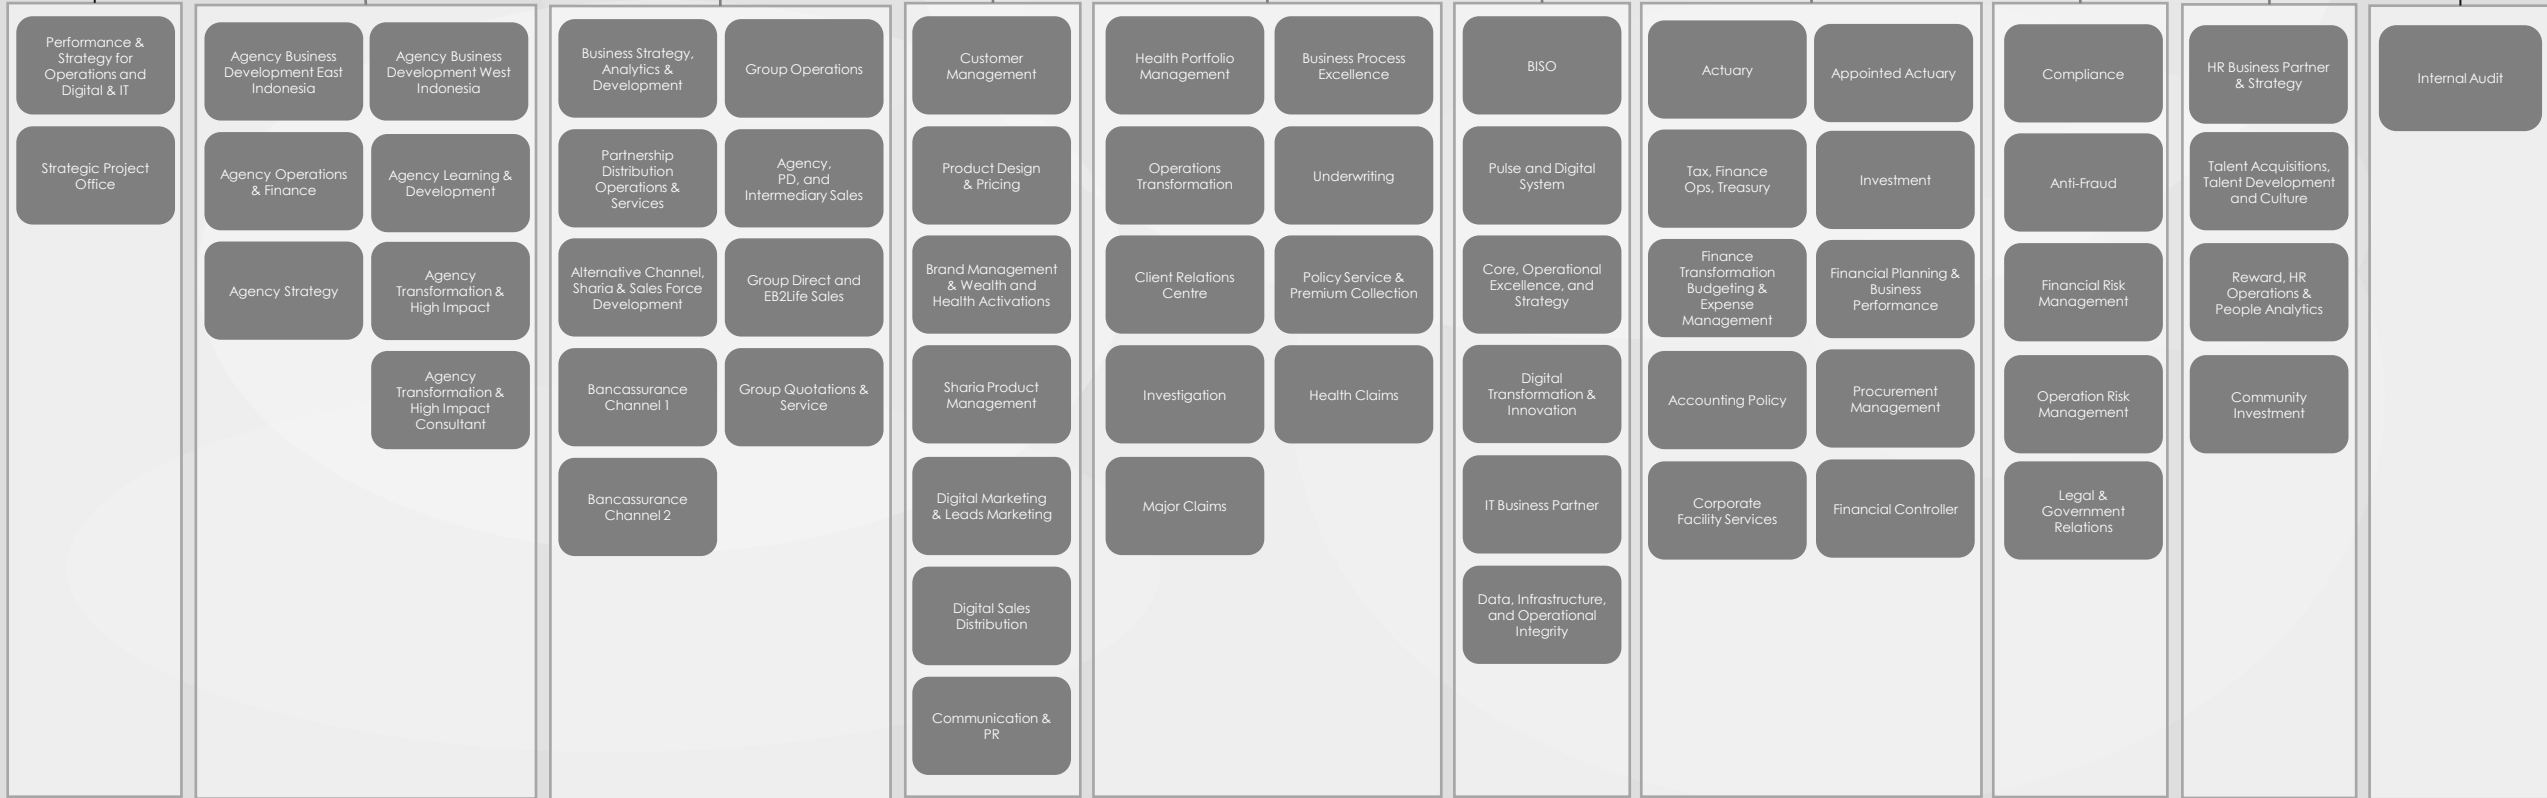 Performance &
Strategy for
Operations and
Digital & IT
Strategic Project
Office
Agency Business
Development East
Indonesia
Agency Business
Development West
Indonesia
Agency Operations
& Finance
Agency Learning &
Development
Agency Strategy
Agency
Transformation &
High Impact
Agency
Transformation &
High Impact
Consultant
Business Strategy,
Analytics &
Development
Group Operations
Partnership
Distribution
Operations &
Services
Agency,
PD, and
Intermediary Sales
Alternative Channel,
Sharia & Sales Force
Development
Group Direct and
EB2Life Sales
Bancassurance
Channel 1
Group Quotations &
Service
Bancassurance
Channel 2
Customer
Management
Product Design
& Pricing
Brand Management
& Wealth and
Health Activations
Sharia Product
Management
Digital Marketing
& Leads Marketing
Digital Sales
Distribution
Communication &
PR
Health Portfolio
Management
Business Process
Excellence
Operations
Transformation
Underwriting
Client Relations
Centre
Policy Service &
Premium Collection
Investigation
Health Claims
Major Claims
BISO
Pulse and Digital
System
Core, Operational
Excellence, and
Strategy
Digital
Transformation &
Innovation
IT Business Partner
Data, Infrastructure,
and Operational
Integrity
Actuary
Appointed Actuary
Tax, Finance
Ops, Treasury
Investment
Finance
Transformation
Budgeting &
Expense
Management
Financial Planning &
Business
Performance
Accounting Policy
Procurement
Management
Corporate
Facility Services
Financial Controller
Compliance
Anti-Fraud
Financial Risk
Management
Operation Risk
Management
Legal &
Government
Relations
HR Business Partner
& Strategy
Talent Acquisitions,
Talent Development
and Culture
Reward, HR
Operations &
People Analytics
Community
Investment
Internal Audit